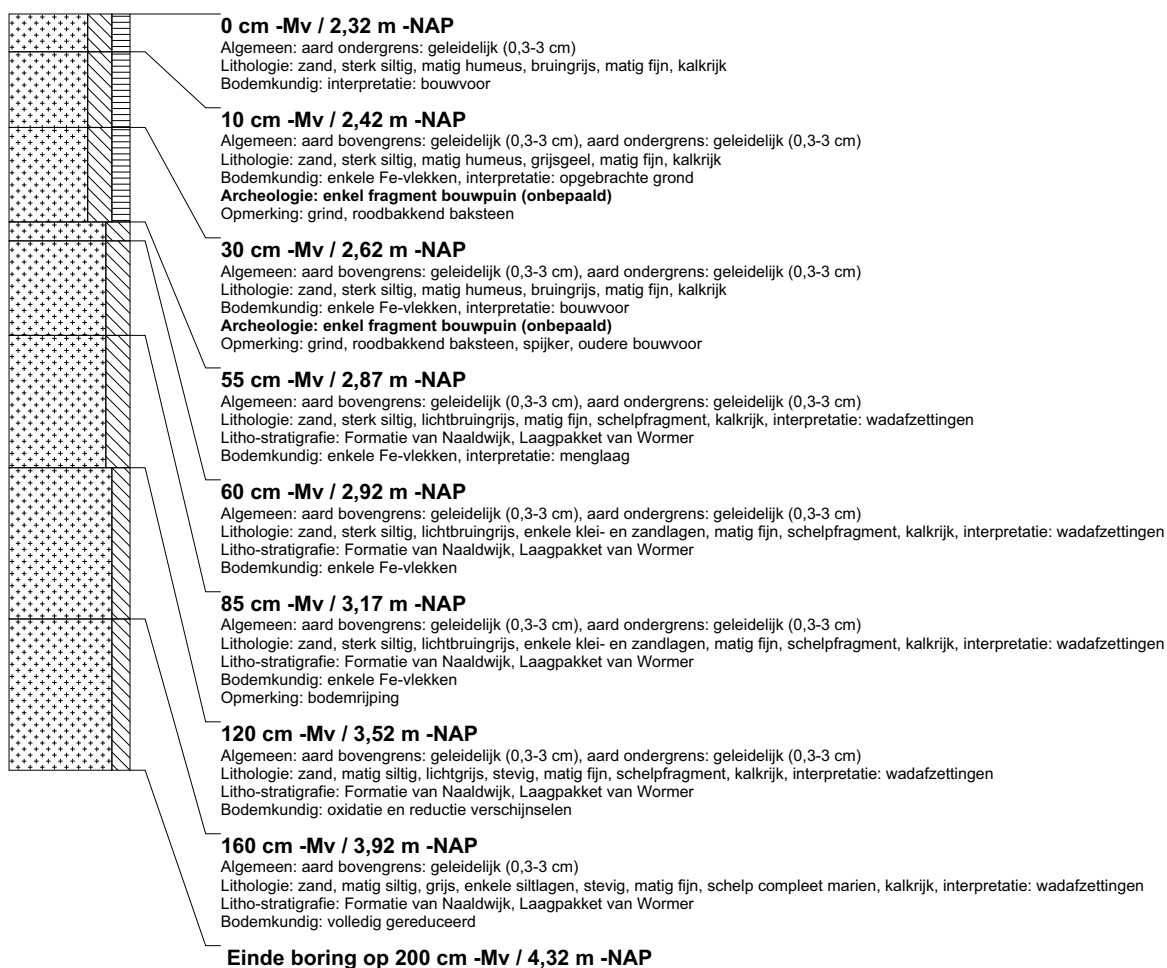 0 cm -Mv / 2,32 m -NAP
Algemeen: aard ondergrens: geleidelijk (0,3-3 cm)
Lithologie: zand, sterk siltig, matig humeus, bruingrijs, matig fijn, kalkrijk
Bodemkundig: interpretatie: bouwvoor
10 cm -Mv / 2,42 m -NAP
Algemeen: aard bovengrens: geleidelijk (0,3-3 cm), aard ondergrens: geleidelijk (0,3-3 cm)
Lithologie: zand, sterk siltig, matig humeus, grijsgeel, matig fijn, kalkrijk
Bodemkundig: enkele Fe-vlekken, interpretatie: opgebrachte grond
Archeologie: enkel fragment bouwpuin (onbepaald)
Opmerking: grind, roodbakkend baksteen
30 cm -Mv / 2,62 m -NAP
Algemeen: aard bovengrens: geleidelijk (0,3-3 cm), aard ondergrens: geleidelijk (0,3-3 cm)
Lithologie: zand, sterk siltig, matig humeus, bruingrijs, matig fijn, kalkrijk
Bodemkundig: enkele Fe-vlekken, interpretatie: bouwvoor
Archeologie: enkel fragment bouwpuin (onbepaald)
Opmerking: grind, roodbakkend baksteen, spijker, oudere bouwvoor
55 cm -Mv / 2,87 m -NAP
Algemeen: aard bovengrens: geleidelijk (0,3-3 cm), aard ondergrens: geleidelijk (0,3-3 cm)
Lithologie: zand, sterk siltig, lichtbruingrijs, matig fijn, schelpfragment, kalkrijk, interpretatie: wadafzettingen
Litho-stratigrafie: Formatie van Naaldwijk, Laagpakket van Wormer
Bodemkundig: enkele Fe-vlekken, interpretatie: menglaag
60 cm -Mv / 2,92 m -NAP
Algemeen: aard bovengrens: geleidelijk (0,3-3 cm), aard ondergrens: geleidelijk (0,3-3 cm)
Lithologie: zand, sterk siltig, lichtbruingrijs, enkele klei- en zandlagen, matig fijn, schelpfragment, kalkrijk, interpretatie: wadafzettingen
Litho-stratigrafie: Formatie van Naaldwijk, Laagpakket van Wormer
Bodemkundig: enkele Fe-vlekken
85 cm -Mv / 3,17 m -NAP
Algemeen: aard bovengrens: geleidelijk (0,3-3 cm), aard ondergrens: geleidelijk (0,3-3 cm)
Lithologie: zand, sterk siltig, lichtbruingrijs, enkele klei- en zandlagen, matig fijn, schelpfragment, kalkrijk, interpretatie: wadafzettingen
Litho-stratigrafie: Formatie van Naaldwijk, Laagpakket van Wormer
Bodemkundig: enkele Fe-vlekken
Opmerking: bodemrijping
120 cm -Mv / 3,52 m -NAP
Algemeen: aard bovengrens: geleidelijk (0,3-3 cm), aard ondergrens: geleidelijk (0,3-3 cm)
Lithologie: zand, matig siltig, lichtgrijs, stevig, matig fijn, schelpfragment, kalkrijk, interpretatie: wadafzettingen
Litho-stratigrafie: Formatie van Naaldwijk, Laagpakket van Wormer
Bodemkundig: oxidatie en reductie verschijnselen
160 cm -Mv / 3,92 m -NAP
Algemeen: aard bovengrens: geleidelijk (0,3-3 cm)
Lithologie: zand, matig siltig, grijs, enkele siltlagen, stevig, matig fijn, schelp compleet marien, kalkrijk, interpretatie: wadafzettingen
Litho-stratigrafie: Formatie van Naaldwijk, Laagpakket van Wormer
Bodemkundig: volledig gereduceerd
Einde boring op 200 cm -Mv / 4,32 m -NAP